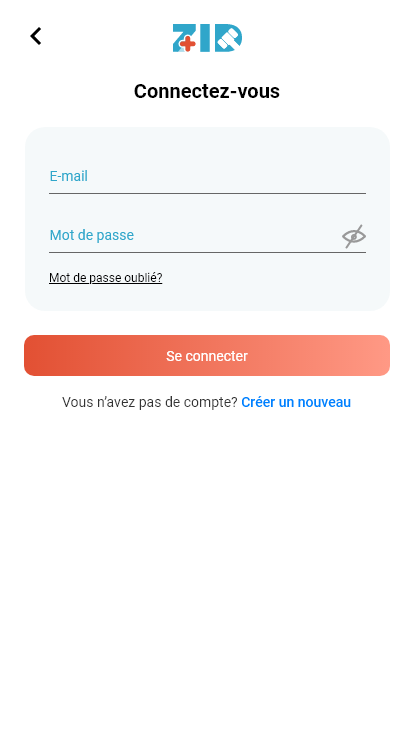 ZID
Connectez-vous
E-mail
Mot de passe
Mot de passe oublié?
Se connecter
Vous n’avez pas de compte? Créer un nouveau